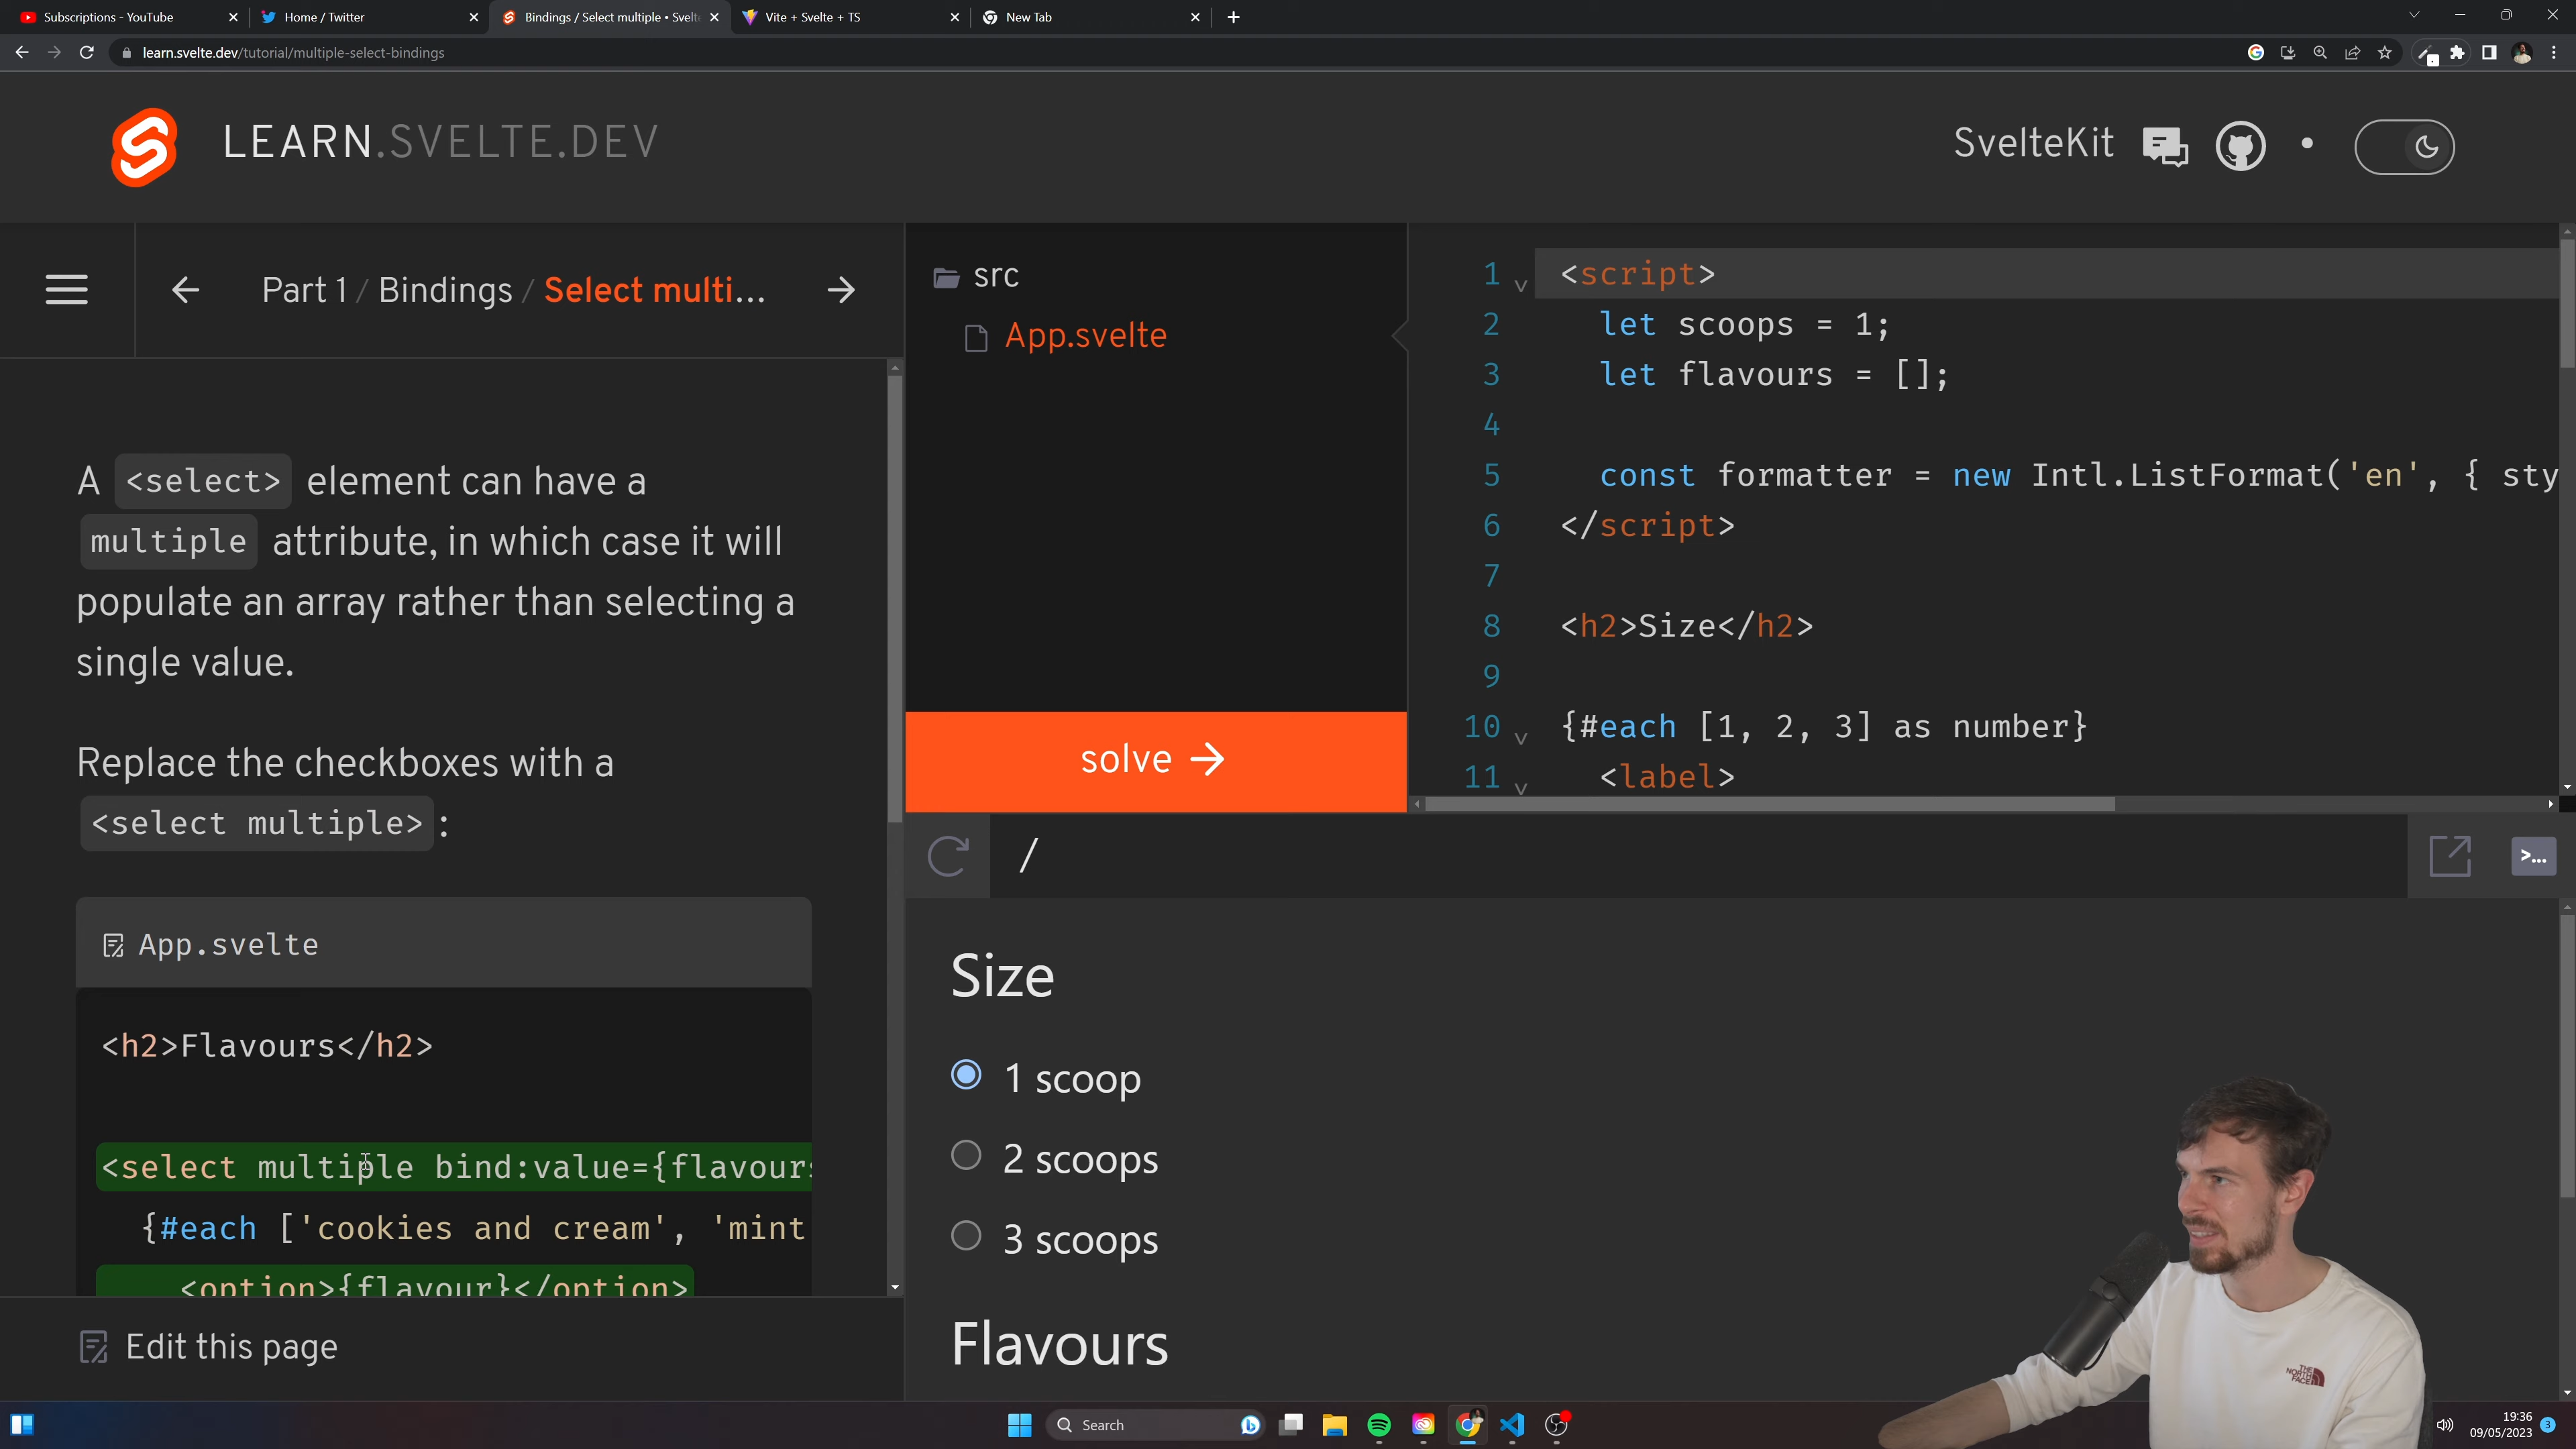 Subscriptions - YouTube
Home / Twitter
Bindings / Select multiple • Svelt
Vite + Svelte + TS
New Tab
learn.svelte.dev/tutorial/multiple-select-bindings
LEARN.SVELTE.DEV
SvelteKit
Part 1 / Bindings / Select multi...
A <select> element can have a
multiple attribute, in which case it will
populate an array rather than selecting a
single value.
Replace the checkboxes with a
<select multiple> :
App.svelte
<h2>Flavours</h2>
<select multiple bind:value={flavours
{#each ['cookies and cream', 'mint
<option>{flavour}</option>
Edit this page
src
App.svelte
solve →
1 <script>
2 let scoops = 1;
3 let flavours = [];
4
5 const formatter = new Intl.ListFormat('en', { sty
6 </script>
7
8 <h2>Size</h2>
9
10 {#each [1, 2, 3] as number}
11 <label>
/
>...
Size
1 scoop
2 scoops
3 scoops
Flavours
THE NORTH FACE
Search
19:36
09/05/2023
3